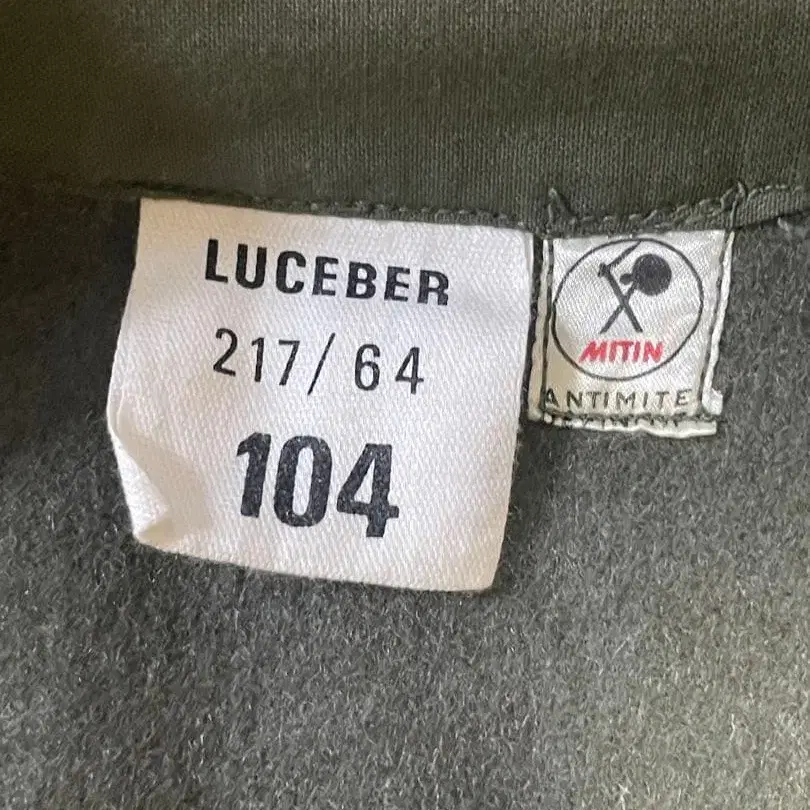 LUCEBER
217/64
104
MITIN
ANTIMITE